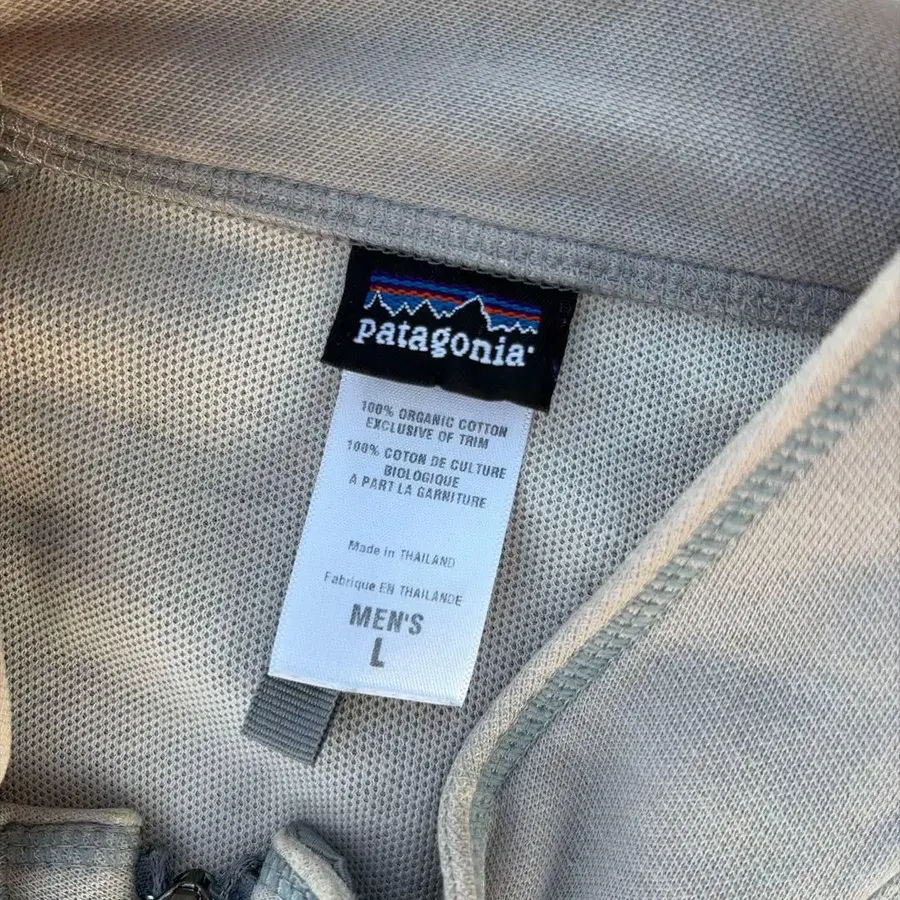 patagonia
100% ORGANIC COTTON
EXCLUSIVE OF TRIM
100% COTON DE CULTURE
BIOLOGIQUE
A PART LA GARNITURE
Made in THAILAND
Fabrique EN THAILANDE
MEN'S
L